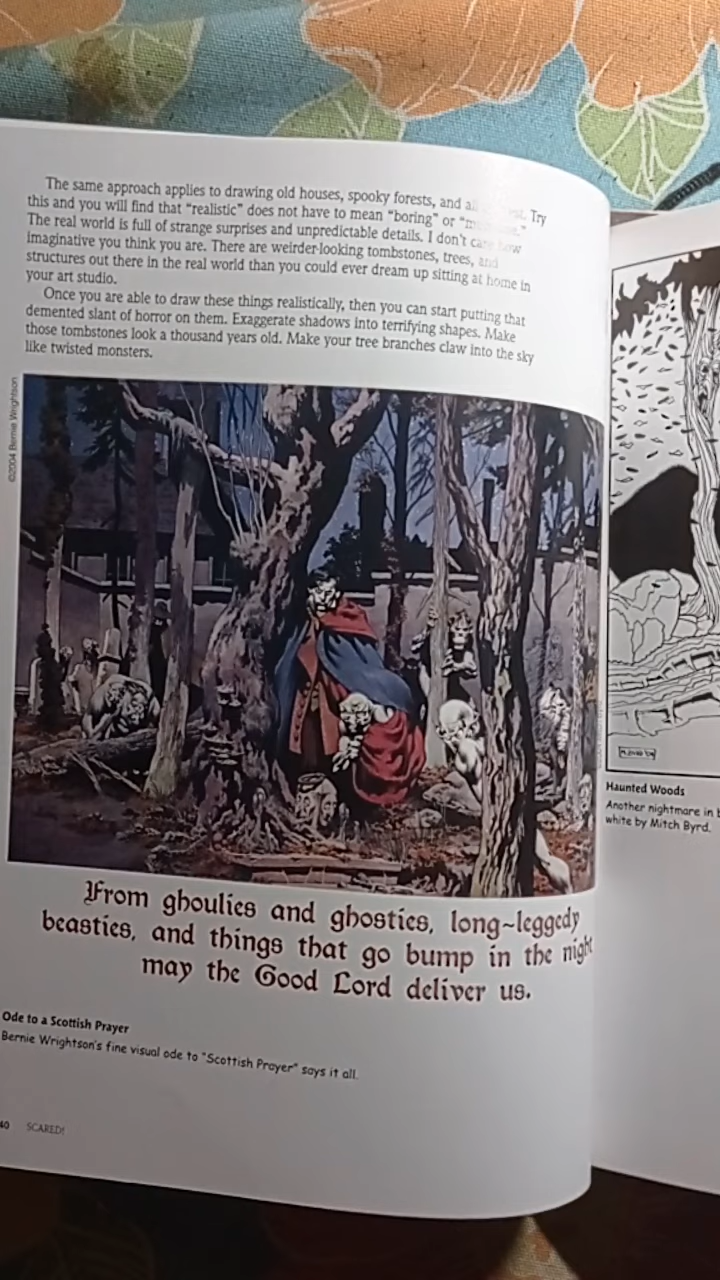 The same approach applies to drawing old houses, spooky forests, and Try
this and you will find that “realistic” does not have to mean “boring” or
The real world is full of strange surprises and unpredictable details. I don't care how
imaginative you think you are. There are weirder-looking tombstones, trees, and
structures out there in the real world than you could ever dream up sitting at home in
your art studio.
Once you are able to draw these things realistically, then you can start putting that
demented slant of horror on them. Exaggerate shadows into terrifying shapes. Make
those tombstones look a thousand years old. Make your tree branches claw into the sky
like twisted monsters.
©2004 Bernie Wrightson
From ghoulies and ghosties, long-leggedy
beasties, and things that go bump in the night
may the Good Lord deliver us.
Ode to a Scottish Prayer
Bernie Wrightson's fine visual ode to "Scottish Prayer" says it all.
40 SCARED!
Haunted Woods
Another nightmare in
white by Mitch Byrd.